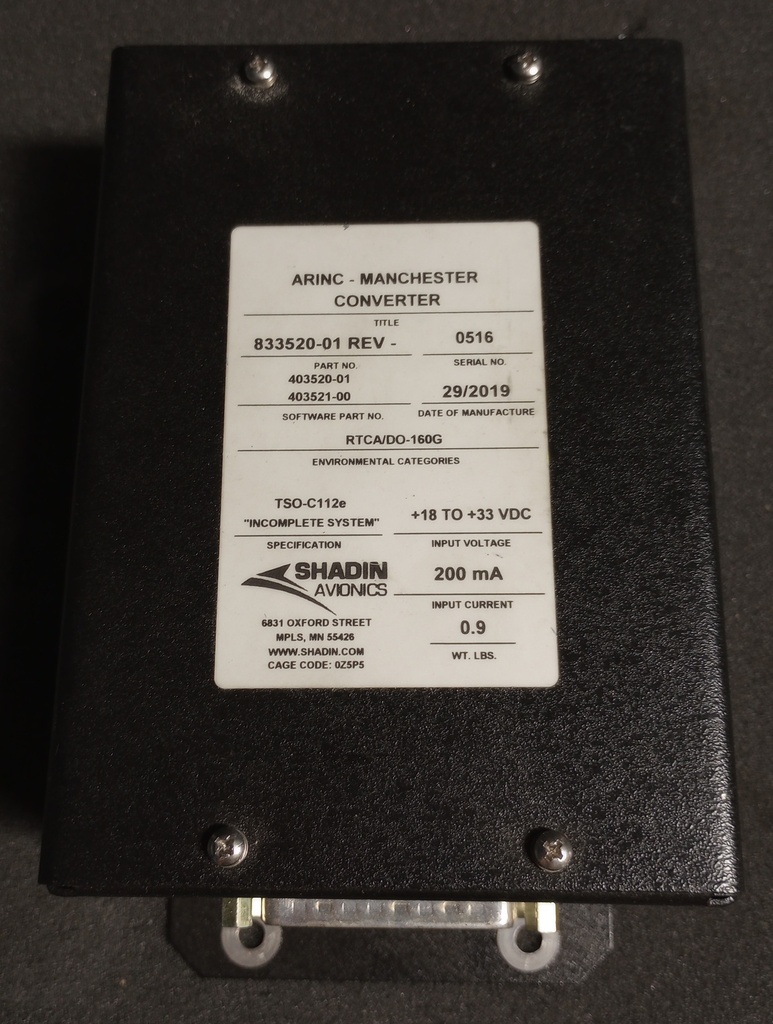 ARINC - MANCHESTER
CONVERTER
TITLE
833520-01 REV -
0516
PART NO.
SERIAL NO.
403520-01
403521-00
29/2019
SOFTWARE PART NO.
DATE OF MANUFACTURE
RTCA/DO-160G
ENVIRONMENTAL CATEGORIES
TSO-C112e
"INCOMPLETE SYSTEM"
+18 TO +33 VDC
SPECIFICATION
INPUT VOLTAGE
SHADIN
AVIONICS
200 mA
INPUT CURRENT
6831 OXFORD STREET
MPLS, MN 55426
WWW.SHADIN.COM
CAGE CODE: 0Z5P5
0.9
WT. LBS.